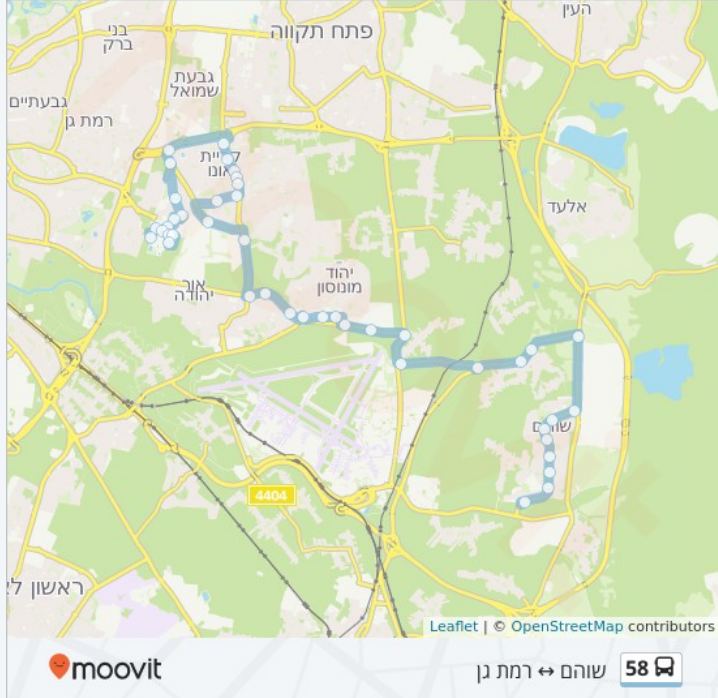 העין
פתח תקווה
בני
ברק
גבעת
שמואל
גבעתיים
רמת גן
קריית
אונו
אלעד
יהוד
מונוסון
אור
יהודה
שוהם
4404
ראשון לצ
Leaflet | © OpenStreetMap contributors
moovit
שוהם ↔ רמת גן
58